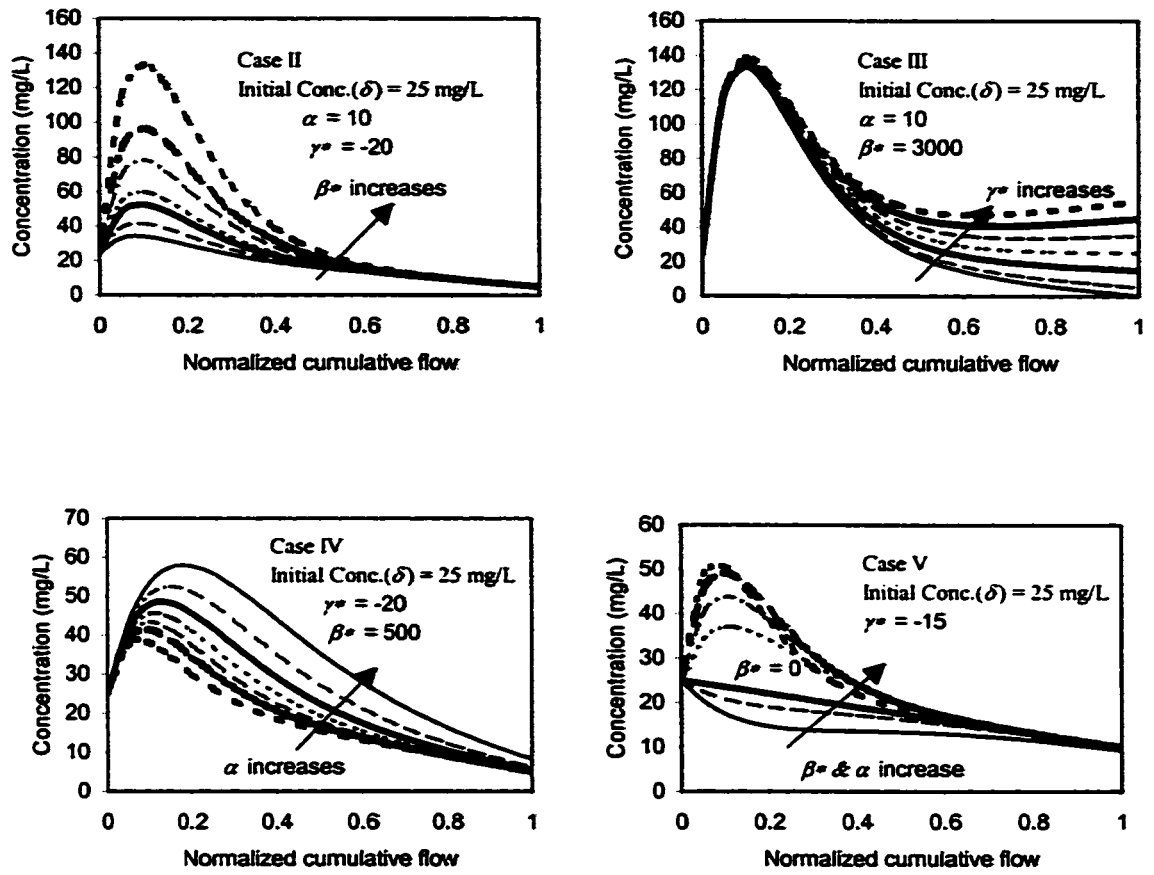 160
140
120
100
80
60
40
20
0
Concentration (mg/L)
Case II
Initial Conc.(δ) = 25 mg/L
α = 10
γ* = -20
β* increases
0 0.2 0.4 0.6 0.8 1
Normalized cumulative flow
160
140
120
100
80
60
40
20
0
Concentration (mg/L)
Case III
Initial Conc.(δ) = 25 mg/L
α = 10
β* = 3000
γ* increases
0 0.2 0.4 0.6 0.8 1
Normalized cumulative flow
70
60
50
40
30
20
10
0
Concentration (mg/L)
Case IV
Initial Conc.(δ) = 25 mg/L
γ* = -20
β* = 500
α increases
0 0.2 0.4 0.6 0.8 1
Normalized cumulative flow
60
50
40
30
20
10
0
Concentration (mg/L)
Case V
Initial Conc.(δ) = 25 mg/L
γ* = -15
β* = 0
β* & α increase
0 0.2 0.4 0.6 0.8 1
Normalized cumulative flow